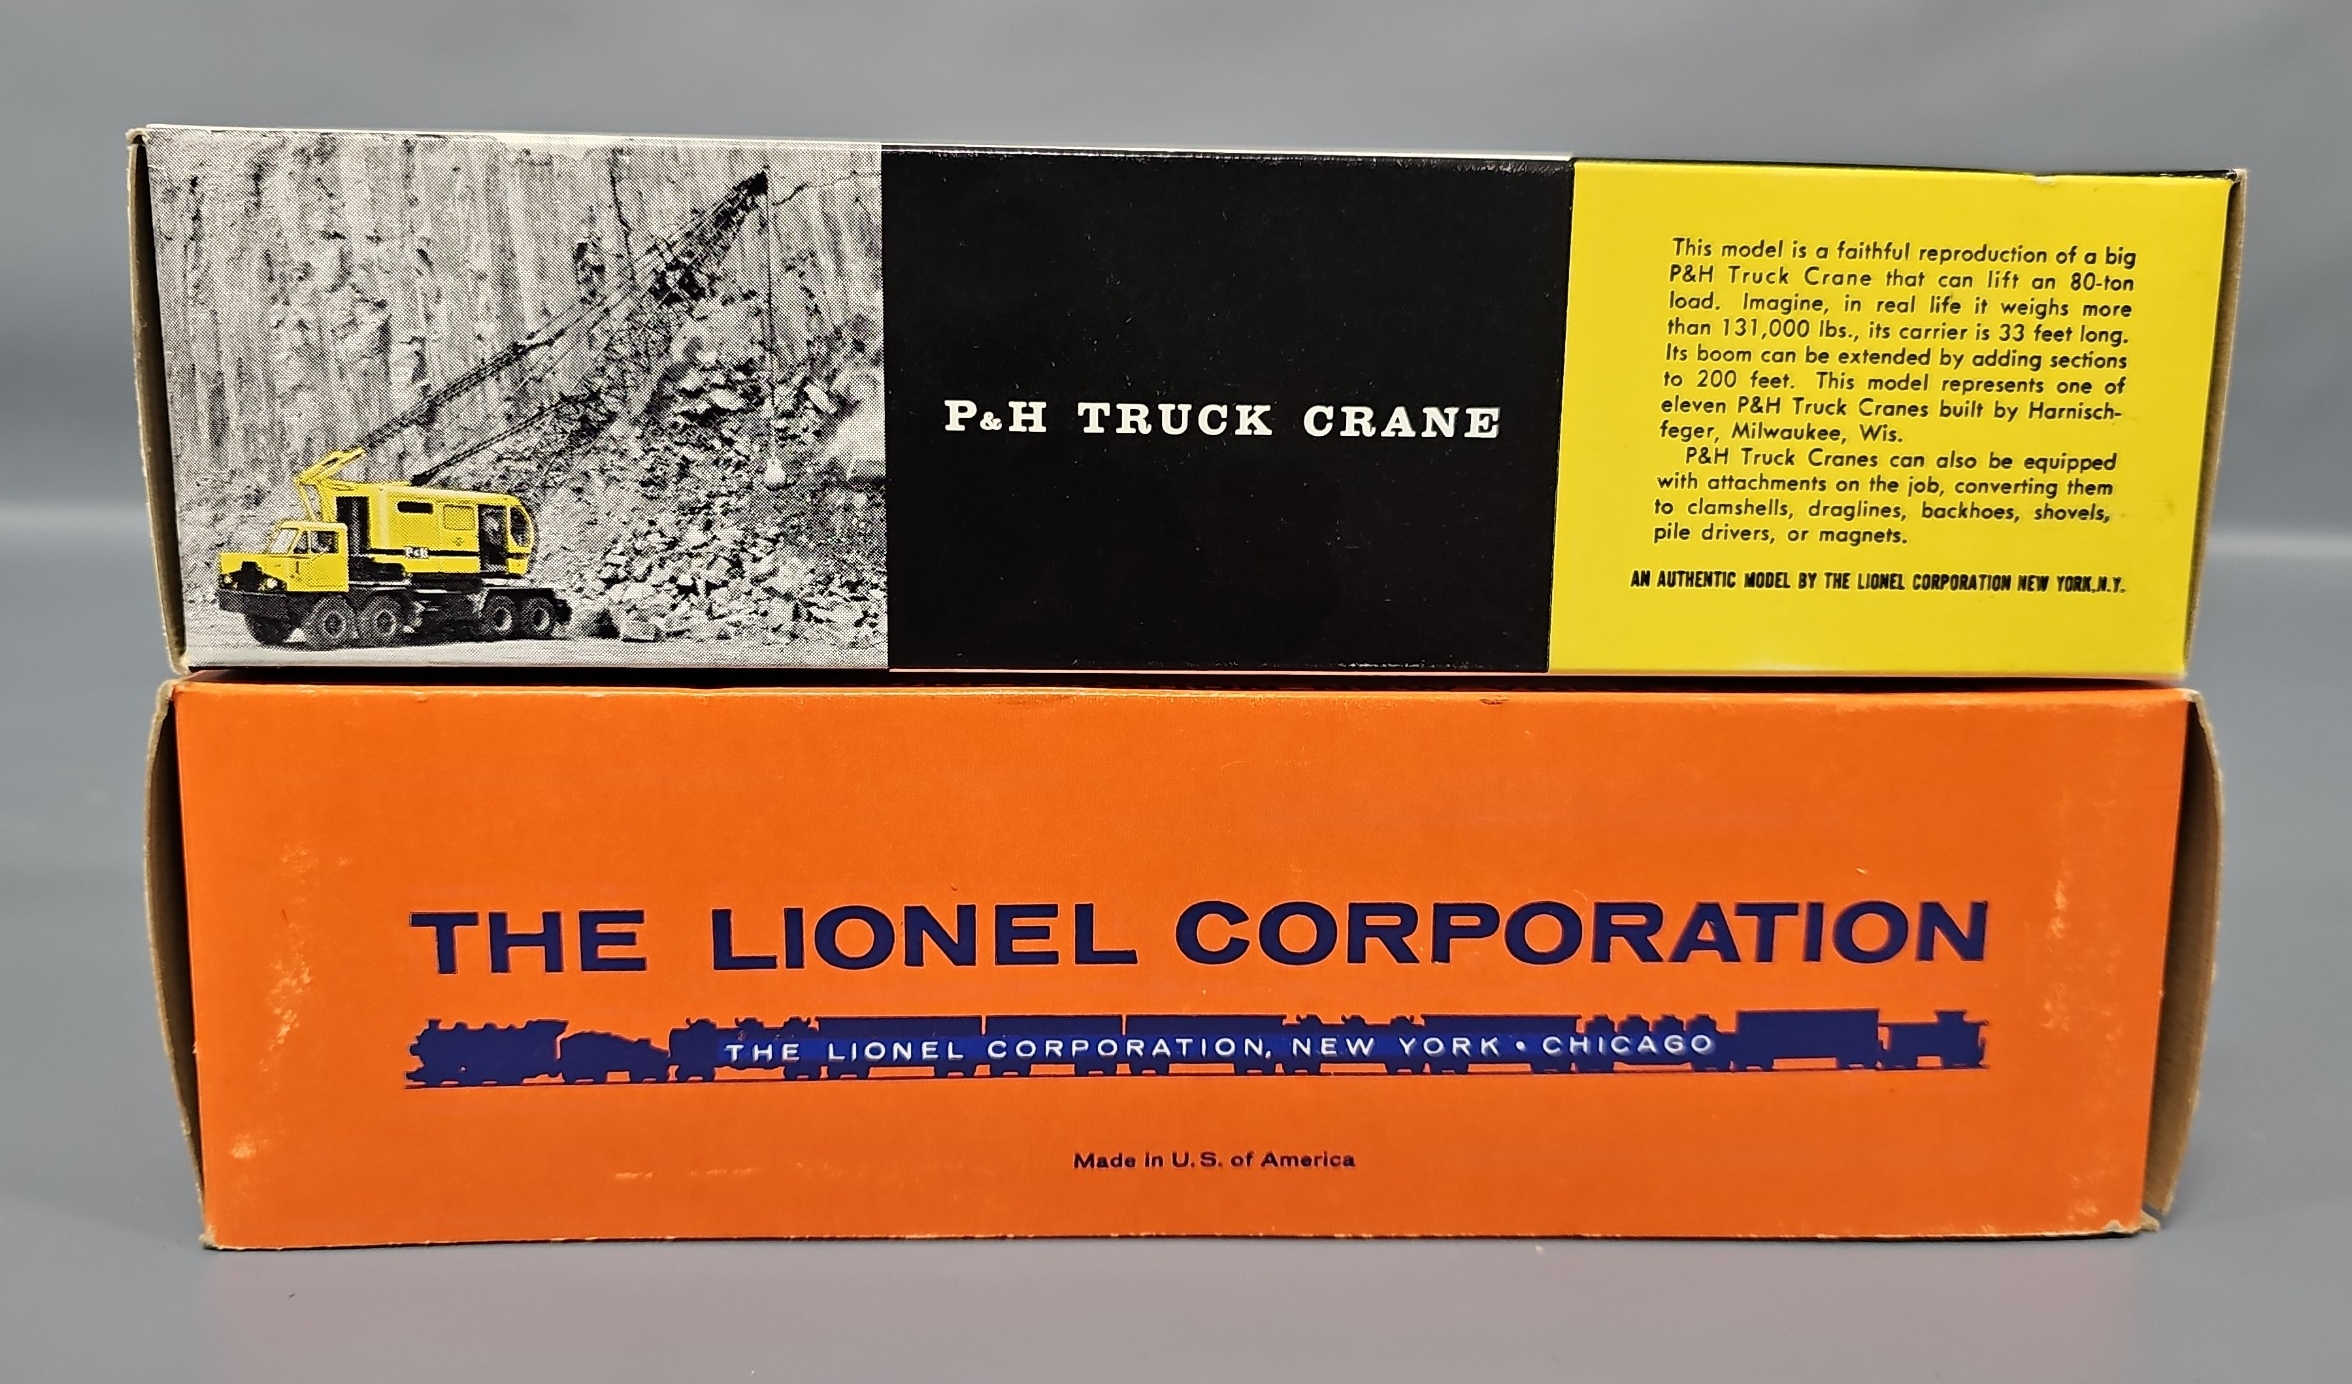 P&H
P&H TRUCK CRANE
This model is a faithful reproduction of a big
P&H Truck Crane that can lift an 80-ton
load. Imagine, in real life it weighs more
than 131,000 lbs., its carrier is 33 feet long.
Its boom can be extended by adding sections
to 200 feet. This model represents one of
eleven P&H Truck Cranes built by Harnisch-
feger, Milwaukee, Wis.
P&H Truck Cranes can also be equipped
with attachments on the job, converting them
to clamshells, draglines, backhoes, shovels,
pile drivers, or magnets.
AN AUTHENTIC MODEL BY THE LIONEL CORPORATION NEW YORK,N.Y.
THE LIONEL CORPORATION
THE LIONEL CORPORATION, NEW YORK • CHICAGO
Made in U.S. of America